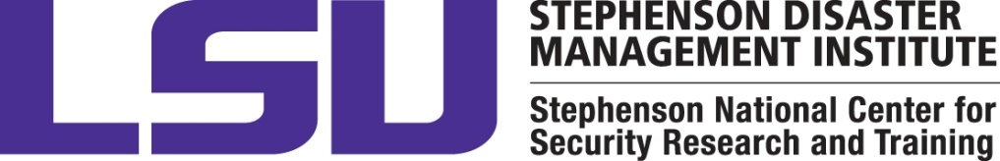 LSU
STEPHENSON DISASTER
MANAGEMENT INSTITUTE
Stephenson National Center for
Security Research and Training